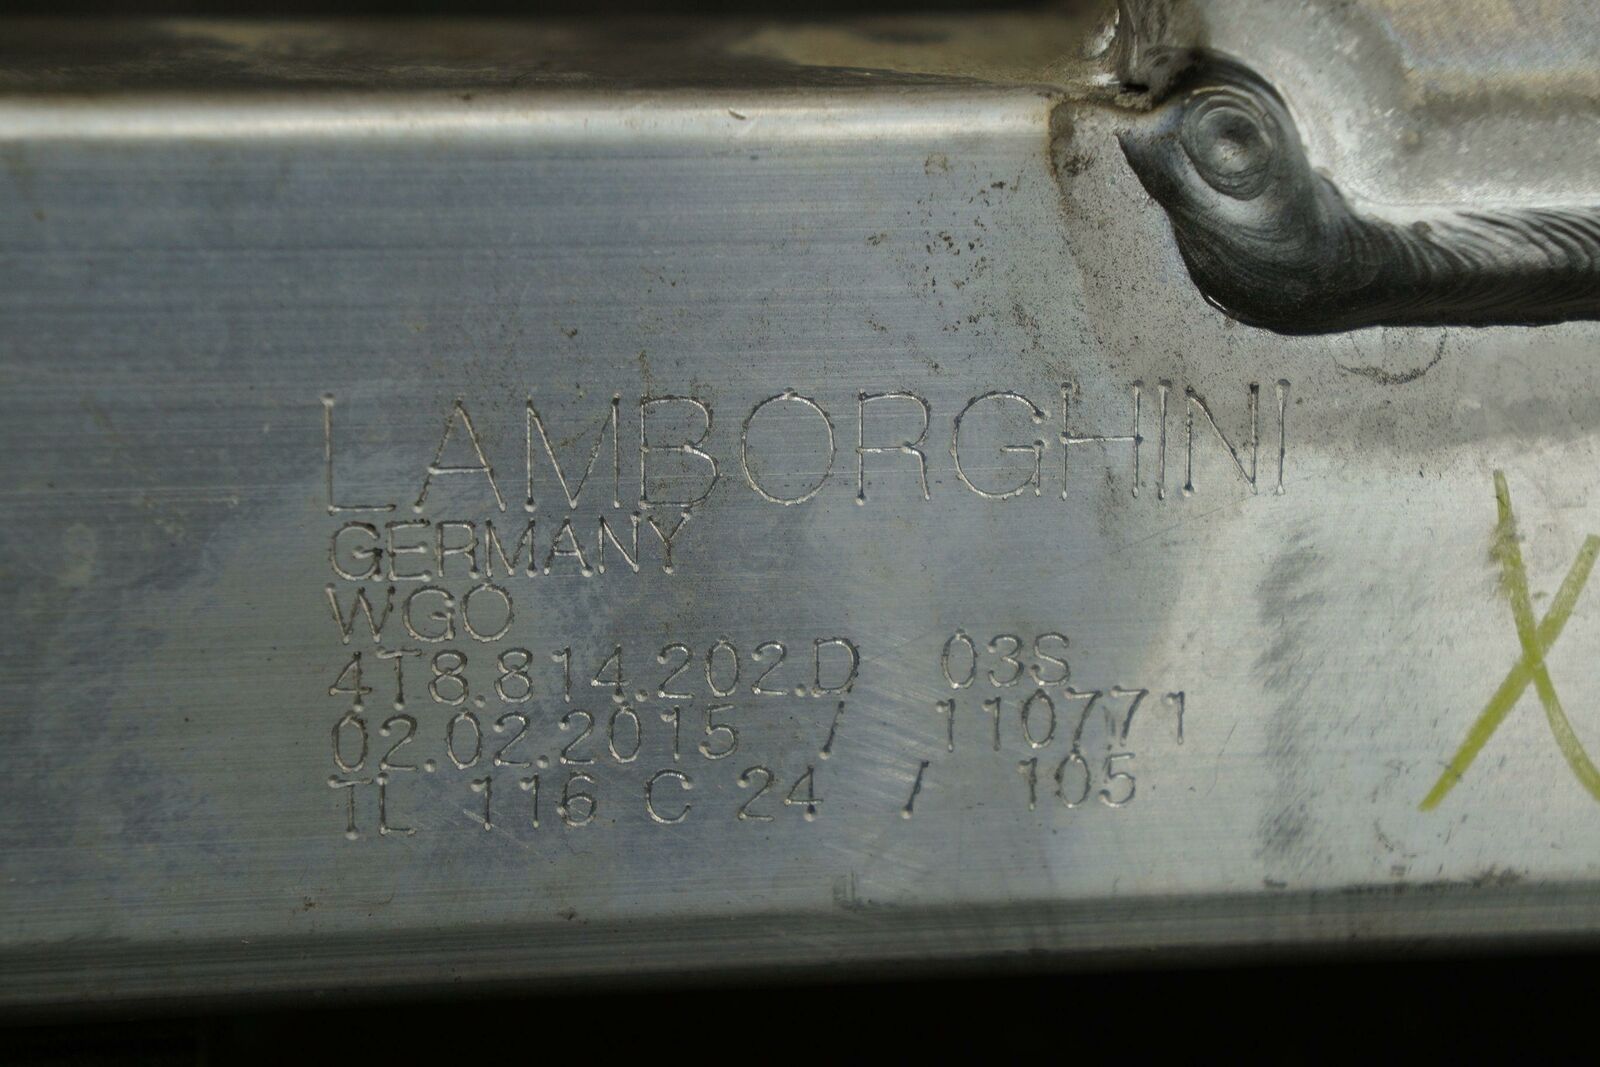 LAMBORGHINI
GERMANY
WGO
4T8.814.202.D 03S
02.02.2015 / 110771
TL 116 C 24 / 105
X